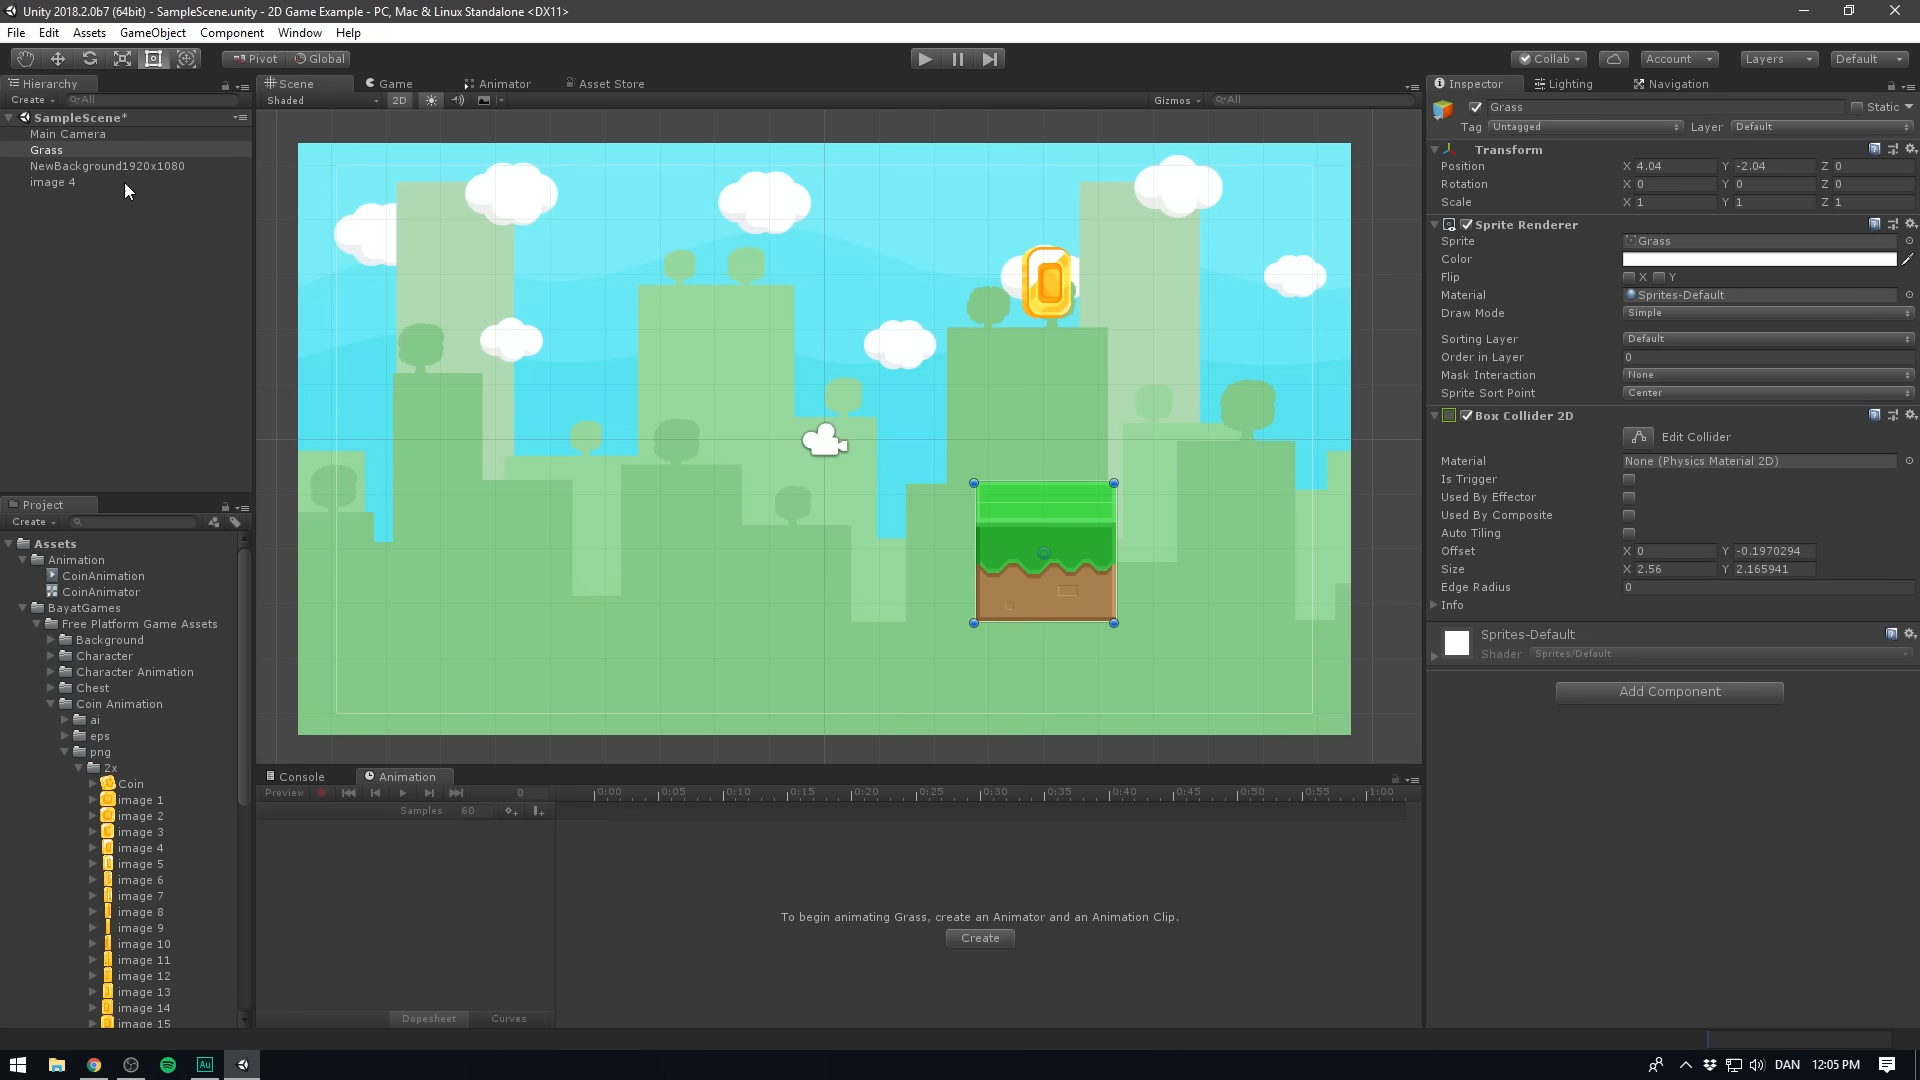 Unity 2018.2.0b7 (64bit) - SampleScene.unity - 2D Game Example - PC, Mac & Linux Standalone <DX11>
File Edit Assets GameObject Component Window Help
Pivot Global Collab Account Layers Default
Hierarchy
Create All
SampleScene*
Main Camera
Grass
NewBackground1920x1080
image 4
Project
Create
Assets
Animation
CoinAnimation
CoinAnimator
BayatGames
Free Platform Game Assets
Background
Character
Character Animation
Chest
Coin Animation
ai
eps
png
2x
Coin
image 1
image 2
image 3
image 4
image 5
image 6
image 7
image 8
image 9
image 10
image 11
image 12
image 13
image 14
image 15
Scene Game Animator Asset Store
Shaded 2D Gizmos All
Console Animation
Preview 0 0:00 0:05 0:10 0:15 0:20 0:25 0:30 0:35 0:40 0:45 0:50 0:55 1:00
Samples 60
To begin animating Grass, create an Animator and an Animation Clip.
Create
Dopesheet Curves
Inspector Lighting Navigation
Grass Static
Tag Untagged Layer Default
Transform
Position X 4.04 Y -2.04 Z 0
Rotation X 0 Y 0 Z 0
Scale X 1 Y 1 Z 1
Sprite Renderer
Sprite Grass
Color
Flip X Y
Material Sprites-Default
Draw Mode Simple
Sorting Layer Default
Order in Layer 0
Mask Interaction None
Sprite Sort Point Center
Box Collider 2D
Edit Collider
Material None (Physics Material 2D)
Is Trigger
Used By Effector
Used By Composite
Auto Tiling
Offset X 0 Y -0.1970294
Size X 2.56 Y 2.165941
Edge Radius 0
Info
Sprites-Default
Shader Sprites/Default
Add Component
Au DAN 12:05 PM